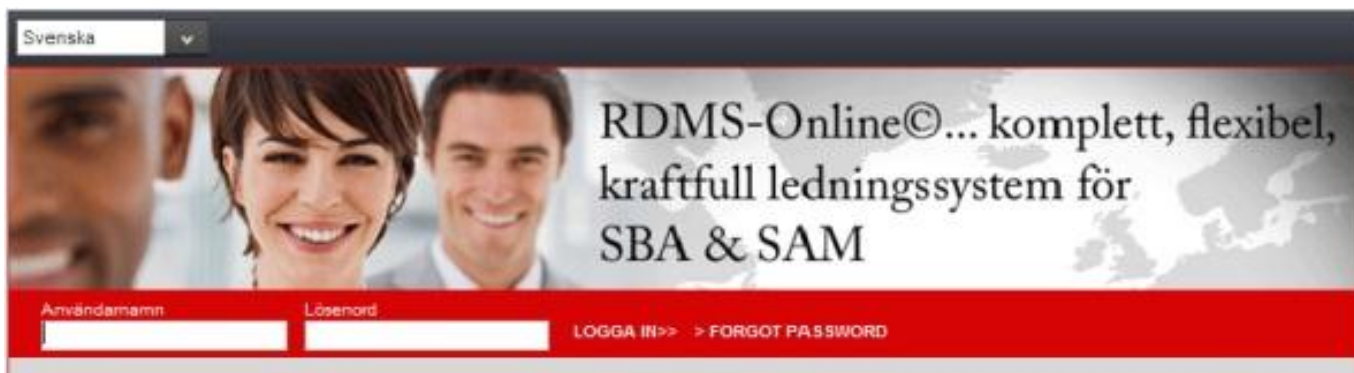 Svenska
RDMS-Online©... komplett, flexibel,
kraftfull ledningssystem för
SBA & SAM
Användarnamn
Lösenord
LOGGA IN>> > FORGOT PASSWORD